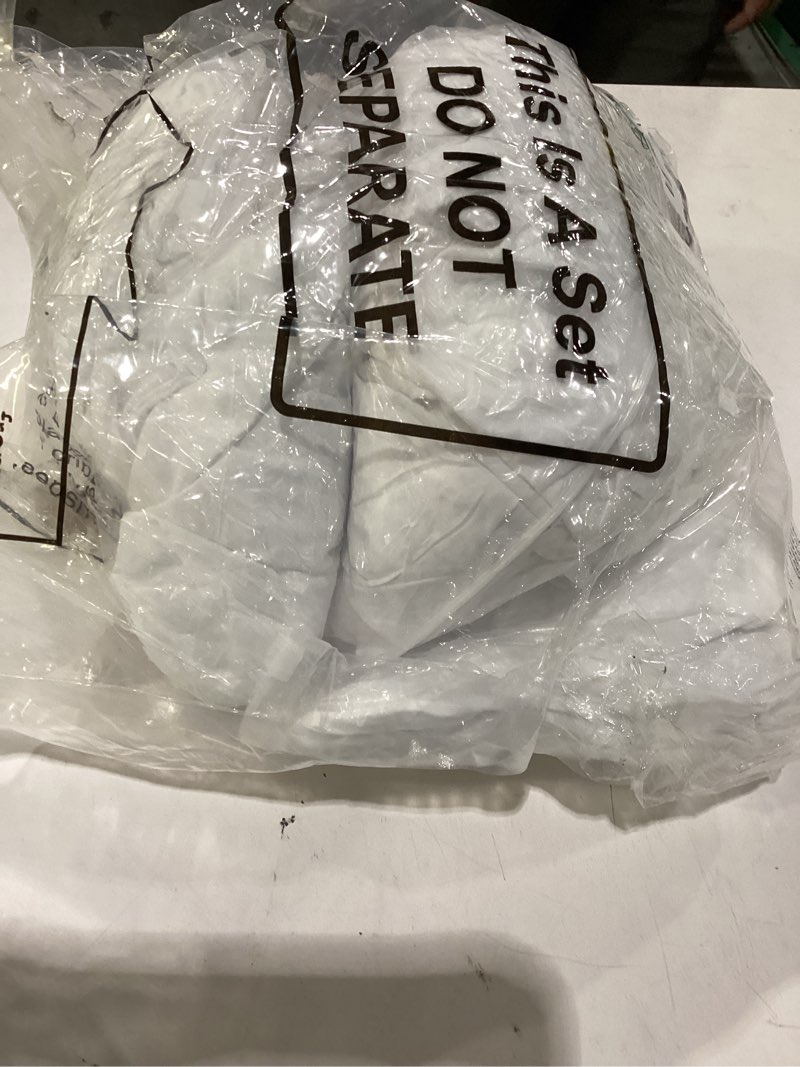 This Is A Set
DO NOT
SEPARATE